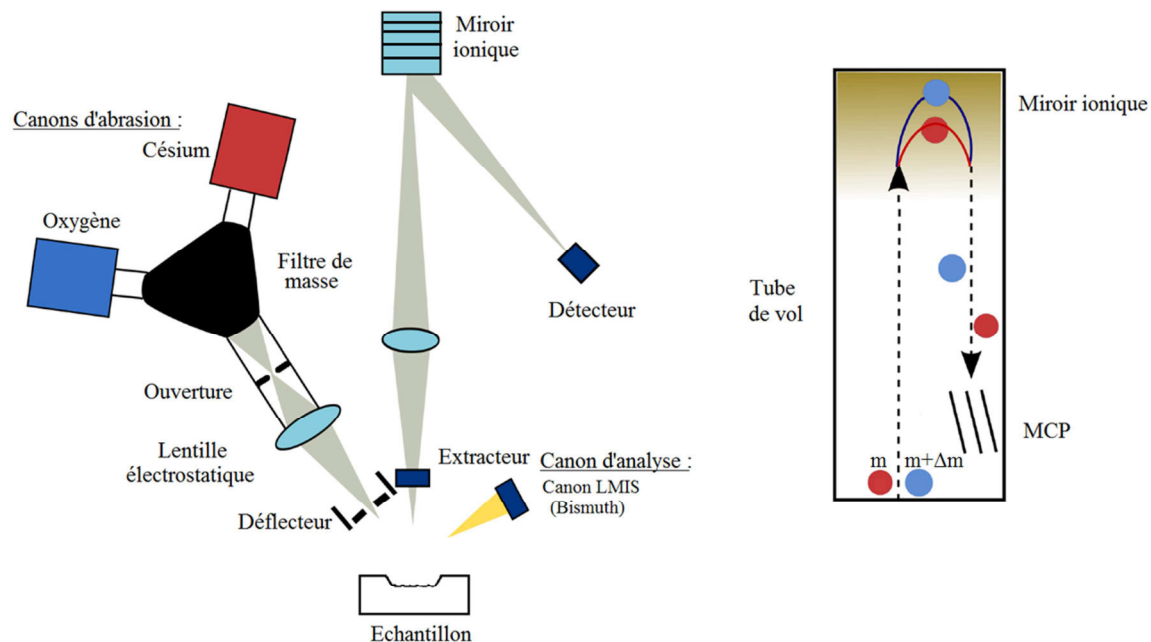 Miroir
ionique
Canons d'abrasion :
Césium
Oxygène
Filtre de
masse
Détecteur
Ouverture
Lentille
électrostatique
Extracteur
Canon d'analyse :
Canon LMIS
(Bismuth)
Déflecteur
Echantillon
Miroir ionique
Tube
de vol
MCP
m
m+Δm